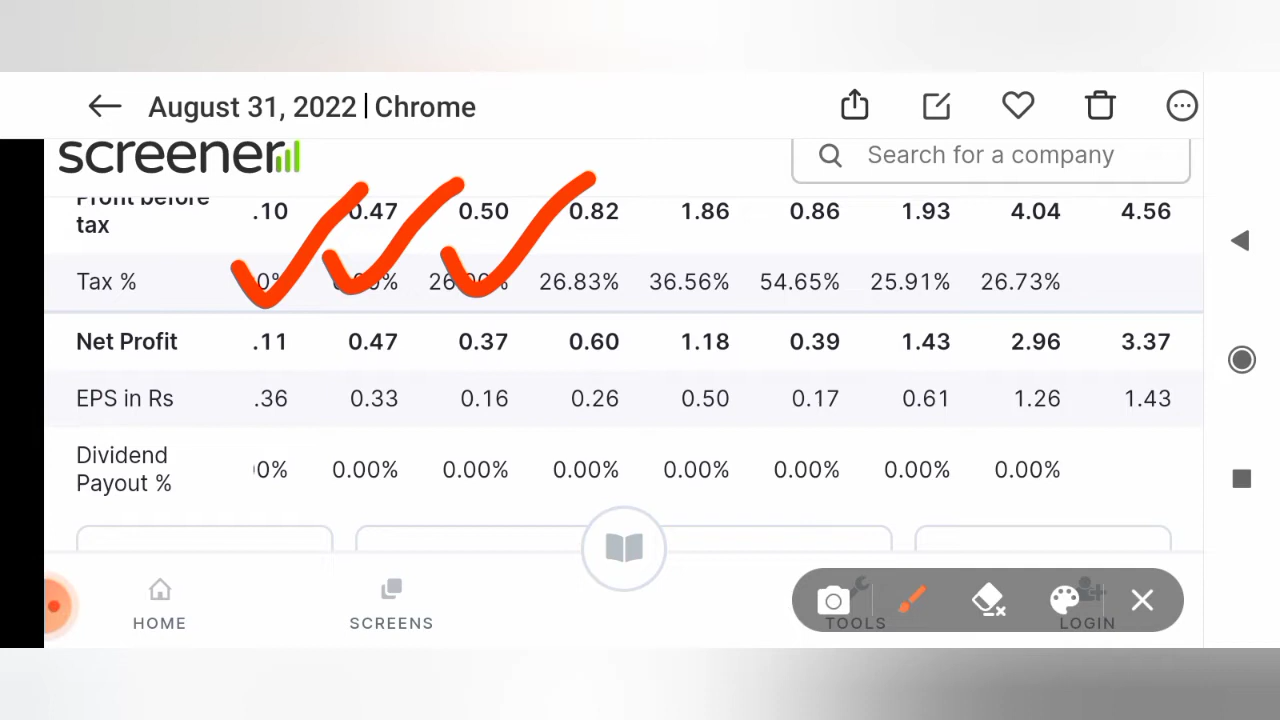 August 31, 2022 | Chrome
screener
Search for a company
Profit before tax .10 0.47 0.50 0.82 1.86 0.86 1.93 4.04 4.56
Tax % 26.83% 36.56% 54.65% 25.91% 26.73%
Net Profit .11 0.47 0.37 0.60 1.18 0.39 1.43 2.96 3.37
EPS in Rs .36 0.33 0.16 0.26 0.50 0.17 0.61 1.26 1.43
Dividend Payout % 0% 0.00% 0.00% 0.00% 0.00% 0.00% 0.00% 0.00%
HOME SCREENS TOOLS LOGIN